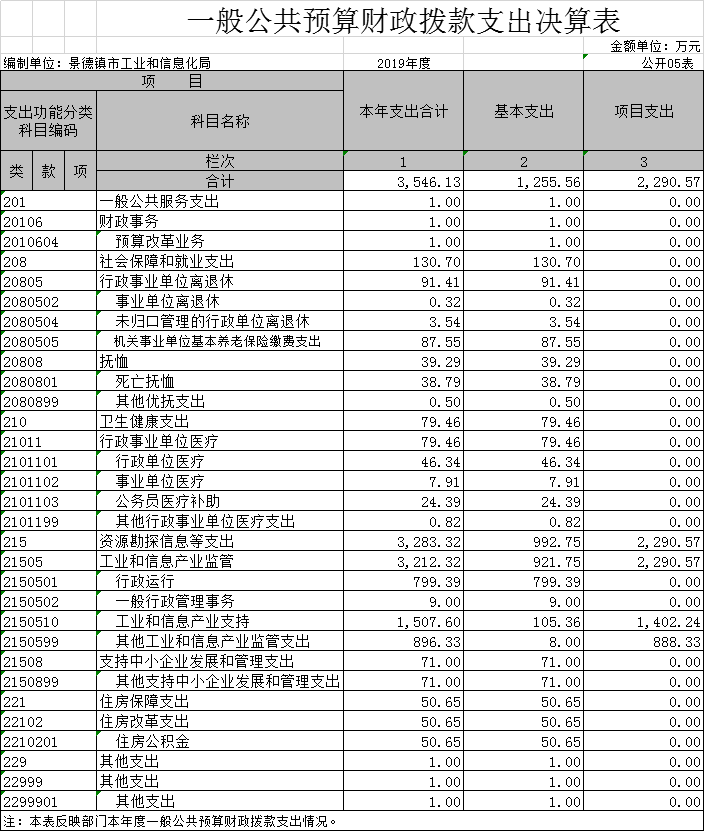 一般公共预算财政拨款支出决算表
金额单位：万元
编制单位：景德镇市工业和信息化局 2019年度 公开05表
项 目 本年支出合计 基本支出 项目支出
支出功能分类科目编码 科目名称
类 款 项 栏次 1 2 3
合计 3,546.13 1,255.56 2,290.57
201 一般公共服务支出 1.00 1.00 0.00
20106 财政事务 1.00 1.00 0.00
2010604 预算改革业务 1.00 1.00 0.00
208 社会保障和就业支出 130.70 130.70 0.00
20805 行政事业单位离退休 91.41 91.41 0.00
2080502 事业单位离退休 0.32 0.32 0.00
2080504 未归口管理的行政单位离退休 3.54 3.54 0.00
2080505 机关事业单位基本养老保险缴费支出 87.55 87.55 0.00
20808 抚恤 39.29 39.29 0.00
2080801 死亡抚恤 38.79 38.79 0.00
2080899 其他优抚支出 0.50 0.50 0.00
210 卫生健康支出 79.46 79.46 0.00
21011 行政事业单位医疗 79.46 79.46 0.00
2101101 行政单位医疗 46.34 46.34 0.00
2101102 事业单位医疗 7.91 7.91 0.00
2101103 公务员医疗补助 24.39 24.39 0.00
2101199 其他行政事业单位医疗支出 0.82 0.82 0.00
215 资源勘探信息等支出 3,283.32 992.75 2,290.57
21505 工业和信息产业监管 3,212.32 921.75 2,290.57
2150501 行政运行 799.39 799.39 0.00
2150502 一般行政管理事务 9.00 9.00 0.00
2150510 工业和信息产业支持 1,507.60 105.36 1,402.24
2150599 其他工业和信息产业监管支出 896.33 8.00 888.33
21508 支持中小企业发展和管理支出 71.00 71.00 0.00
2150899 其他支持中小企业发展和管理支出 71.00 71.00 0.00
221 住房保障支出 50.65 50.65 0.00
22102 住房改革支出 50.65 50.65 0.00
2210201 住房公积金 50.65 50.65 0.00
229 其他支出 1.00 1.00 0.00
22999 其他支出 1.00 1.00 0.00
2299901 其他支出 1.00 1.00 0.00
注：本表反映部门本年度一般公共预算财政拨款支出情况。